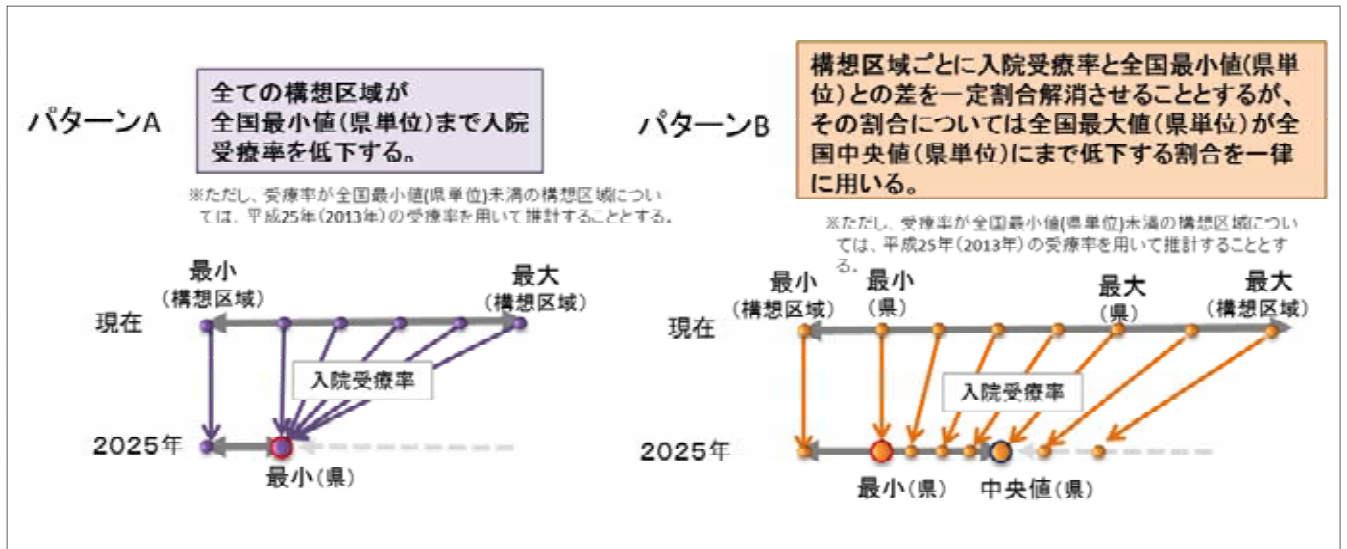 パターンA
全ての構想区域が
全国最小値(県単位)まで入院
受療率を低下する。
※ただし、受療率が全国最小値(県単位)未満の構想区域につい
ては、平成25年(2013年)の受療率を用いて推計することとする。
最小
(構想区域)
最大
(構想区域)
現在
入院受療率
2025年
最小(県)
パターンB
構想区域ごとに入院受療率と全国最小値(県単
位)との差を一定割合解消させることとするが、
その割合については全国最大値(県単位)が全
国中央値(県単位)にまで低下する割合を一律
に用いる。
※ただし、受療率が全国最小値(県単位)未満の構想区域につい
ては、平成25年(2013年)の受療率を用いて推計することとす
る。
最小
(構想区域)
最小
(県)
最大
(県)
最大
(構想区域)
現在
入院受療率
2025年
最小(県)
中央値(県)